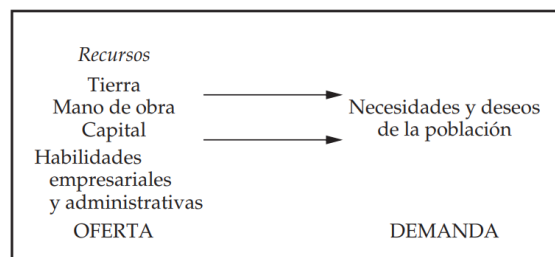 Recursos
Tierra
Mano de obra
Capital
Habilidades
empresariales
y administrativas
OFERTA
Necesidades y deseos
de la población
DEMANDA